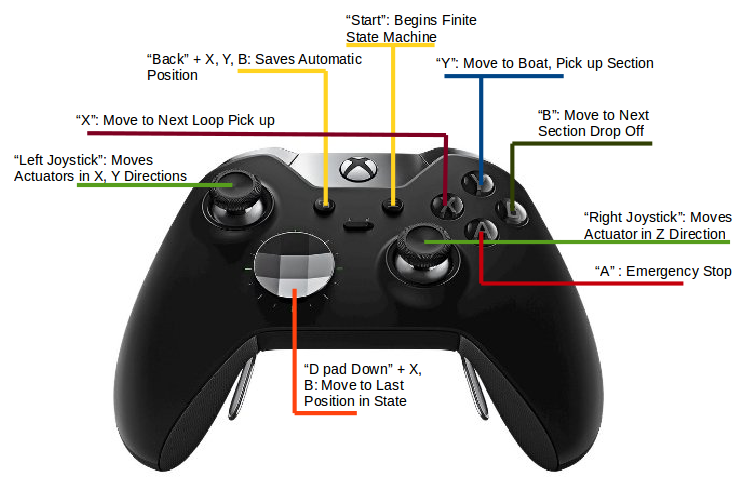 “Start”: Begins Finite
State Machine
“Back” + X, Y, B: Saves Automatic
Position
“Y”: Move to Boat, Pick up Section
“X”: Move to Next Loop Pick up
“B”: Move to Next
Section Drop Off
“Left Joystick”: Moves
Actuators in X, Y Directions
X
A
“Right Joystick”: Moves
Actuator in Z Direction
“A” : Emergency Stop
“D pad Down” + X,
B: Move to Last
Position in State